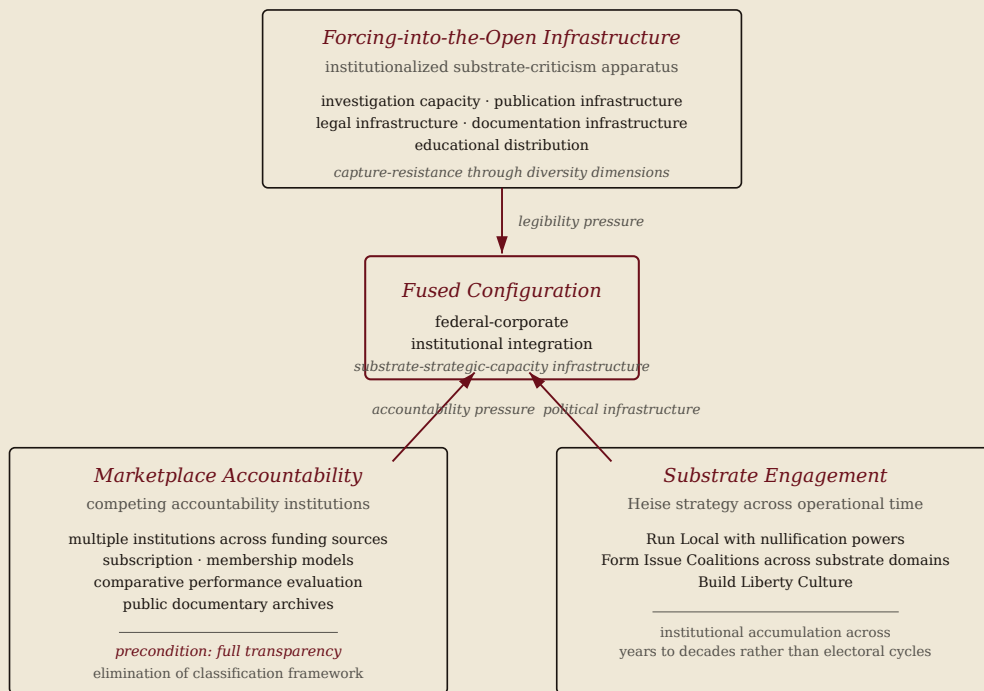 Forcing-into-the-Open Infrastructure
institutionalized substrate-criticism apparatus
investigation capacity · publication infrastructure
legal infrastructure · documentation infrastructure
educational distribution
capture-resistance through diversity dimensions
legibility pressure
Fused Configuration
federal-corporate
institutional integration
substrate-strategic-capacity infrastructure
accountability pressure
political infrastructure
Marketplace Accountability
competing accountability institutions
multiple institutions across funding sources
subscription · membership models
comparative performance evaluation
public documentary archives
precondition: full transparency
elimination of classification framework
Substrate Engagement
Heise strategy across operational time
Run Local with nullification powers
Form Issue Coalitions across substrate domains
Build Liberty Culture
institutional accumulation across
years to decades rather than electoral cycles